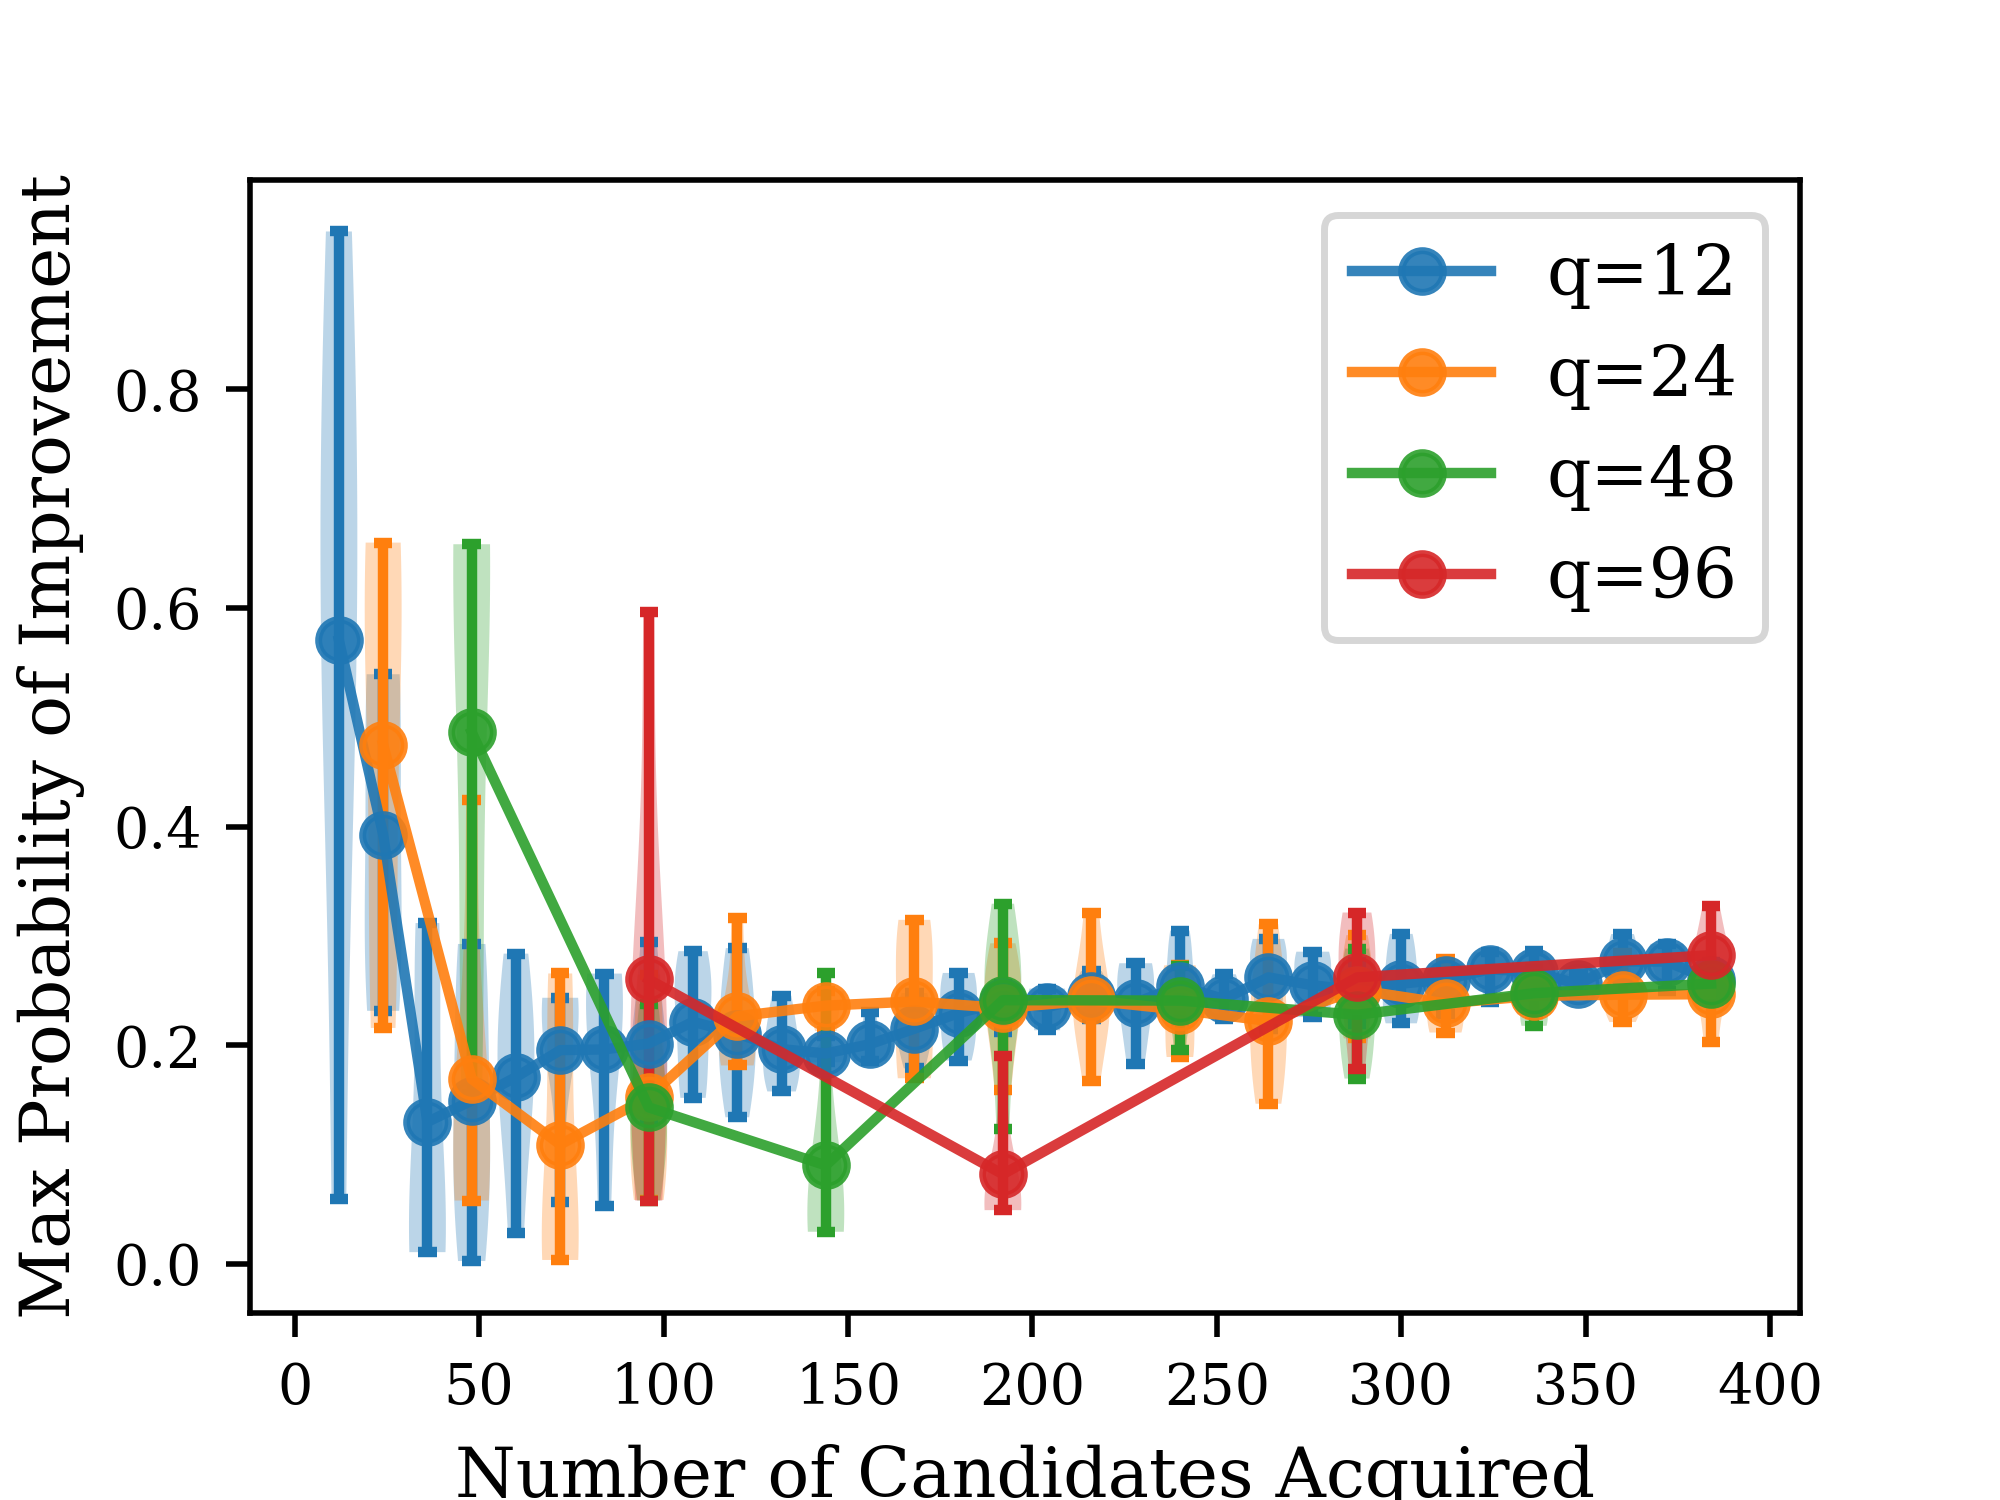 Max Probability of Improvement
0.8
0.6
0.4
0.2
0.0
q=12
q=24
q=48
q=96
0 50 100 150 200 250 300 350 400
Number of Candidates Acquired